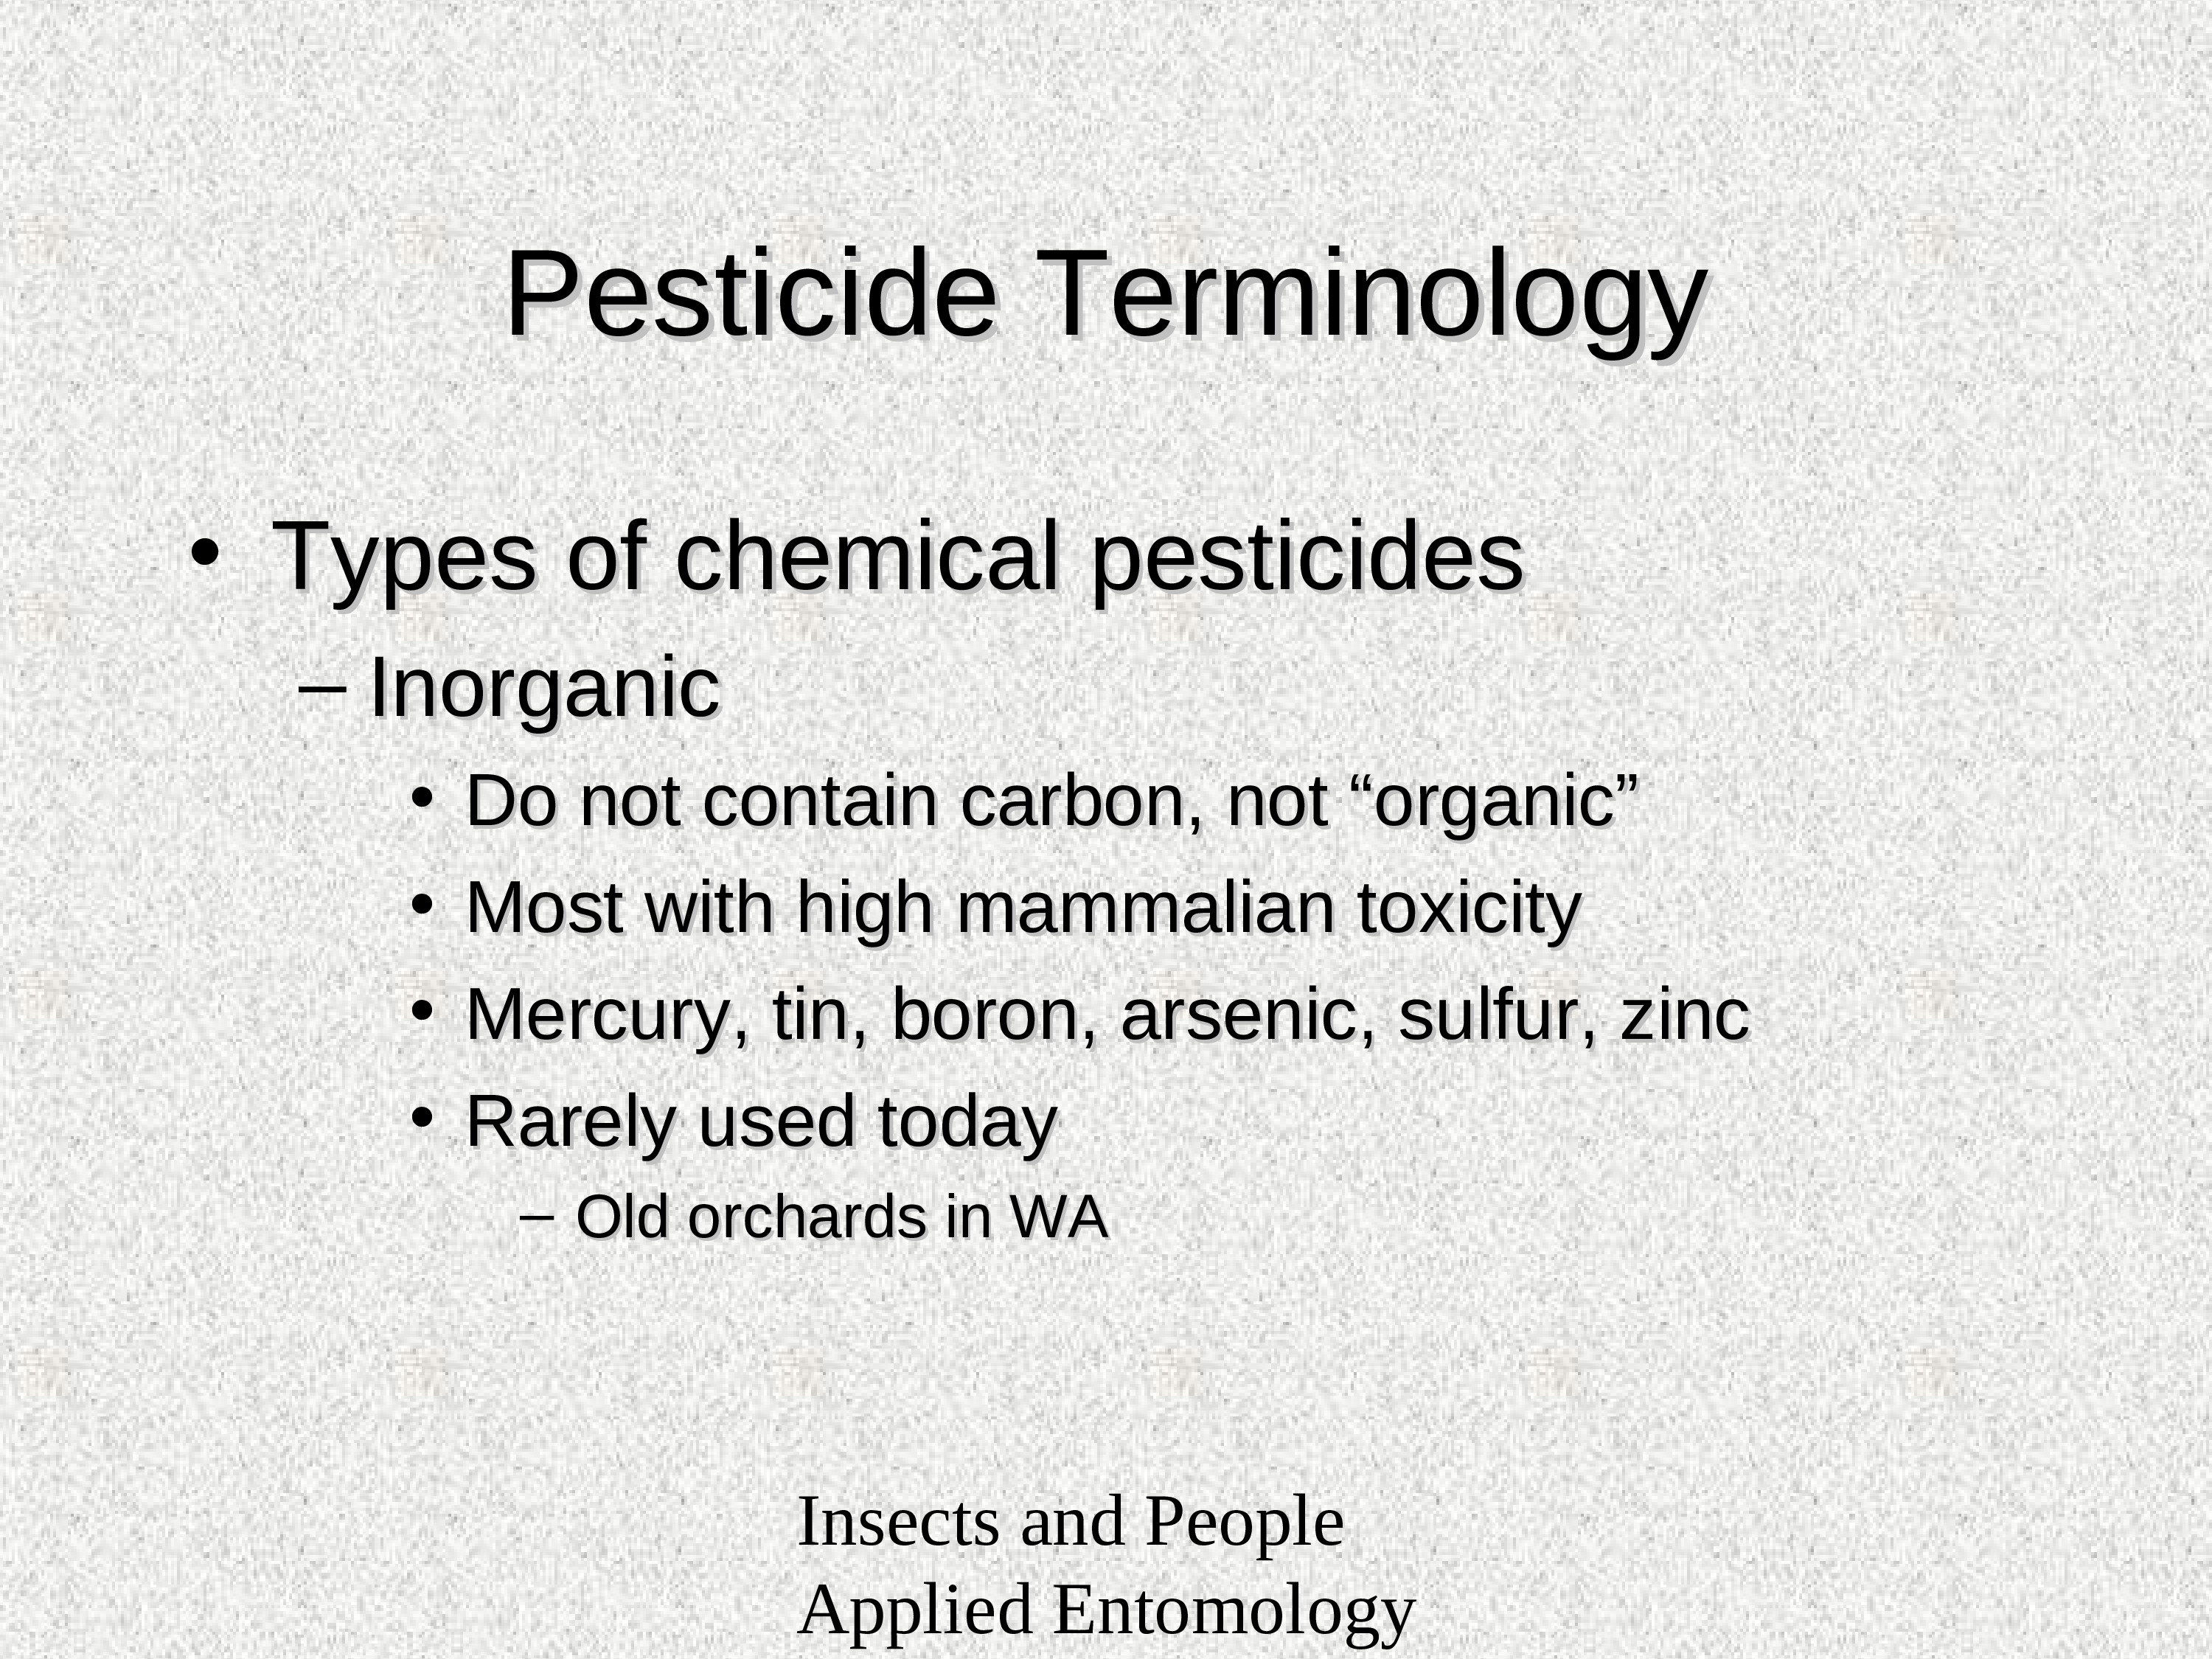 Pesticide Terminology
• Types of chemical pesticides
– Inorganic
• Do not contain carbon, not “organic”
• Most with high mammalian toxicity
• Mercury, tin, boron, arsenic, sulfur, zinc
• Rarely used today
– Old orchards in WA
Insects and People
Applied Entomology